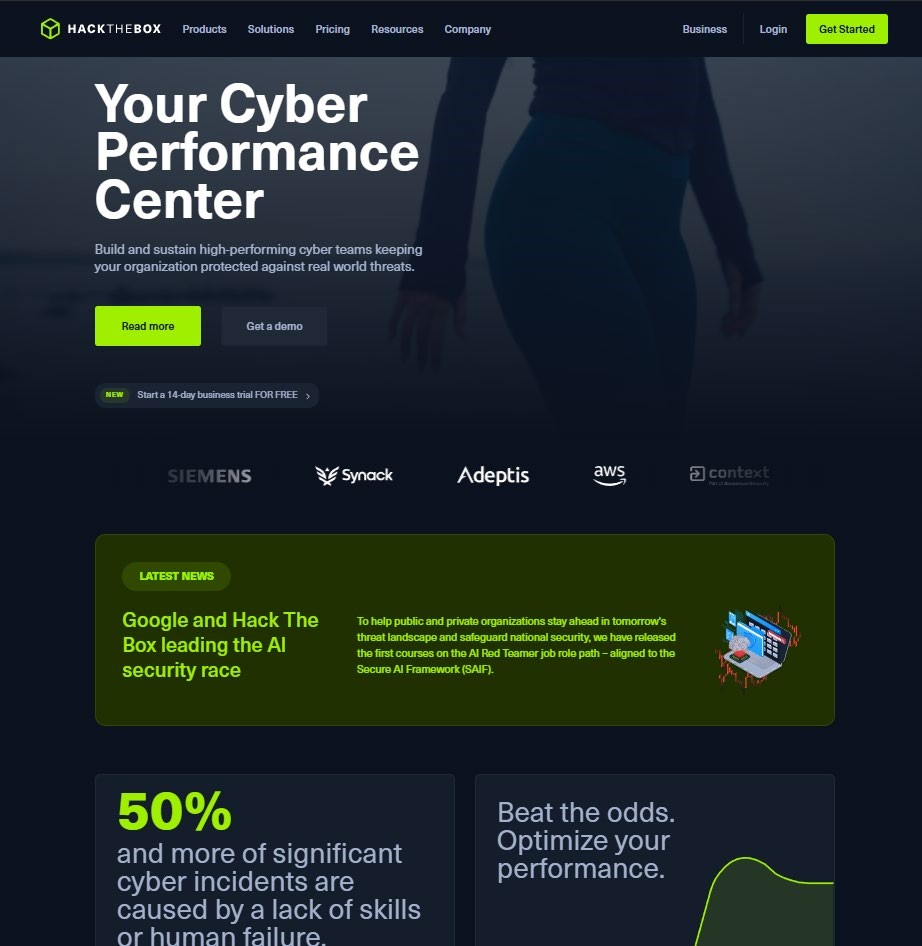 HACKTHEBOX
Products
Solutions
Pricing
Resources
Company
Business
Login
Get Started
Your Cyber
Performance
Center
Build and sustain high-performing cyber teams keeping
your organization protected against real world threats.
Read more
Get a demo
NEW
Start a 14-day business trial FOR FREE
SIEMENS
Synack
Adeptis
aws
context
LATEST NEWS
Google and Hack The
Box leading the AI
security race
To help public and private organizations stay ahead in tomorrow's
threat landscape and safeguard national security, we have released
the first courses on the AI Red Teamer job role path – aligned to the
Secure AI Framework (SAIF).
50%
and more of significant
cyber incidents are
caused by a lack of skills
or human failure.
Beat the odds.
Optimize your
performance.